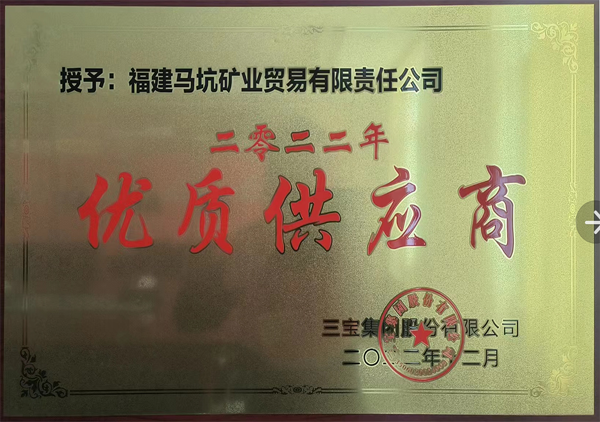 授予：福建马坑矿业贸易有限责任公司
二零二二年
优质供应商
三宝集团股份有限公司
二〇二二年十二月